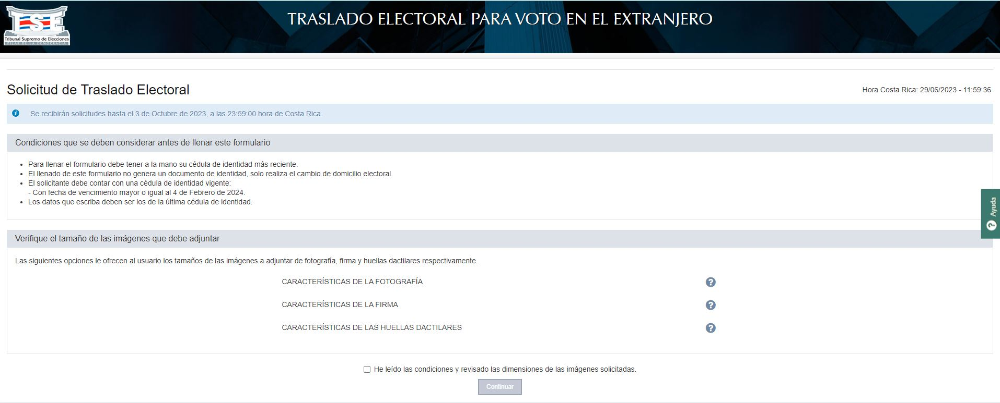 TSE
Tribunal Supremo de Elecciones
PILAR DE LA DEMOCRACIA
TRASLADO ELECTORAL PARA VOTO EN EL EXTRANJERO
Solicitud de Traslado Electoral
Hora Costa Rica: 29/06/2023 - 11:59:36
Se recibirán solicitudes hasta el 3 de Octubre de 2023, a las 23:59:00 hora de Costa Rica.
Condiciones que se deben considerar antes de llenar este formulario
• Para llenar el formulario debe tener a la mano su cédula de identidad más reciente.
• El llenado de este formulario no genera un documento de identidad, solo realiza el cambio de domicilio electoral.
• El solicitante debe contar con una cédula de identidad vigente:
- Con fecha de vencimiento mayor o igual al 4 de Febrero de 2024.
• Los datos que escriba deben ser los de la última cédula de identidad.
Ayuda
Verifique el tamaño de las imágenes que debe adjuntar
Las siguientes opciones le ofrecen al usuario los tamaños de las imágenes a adjuntar de fotografía, firma y huellas dactilares respectivamente.
CARACTERÍSTICAS DE LA FOTOGRAFÍA
CARACTERÍSTICAS DE LA FIRMA
CARACTERÍSTICAS DE LAS HUELLAS DACTILARES
He leído las condiciones y revisado las dimensiones de las imágenes solicitadas.
Continuar